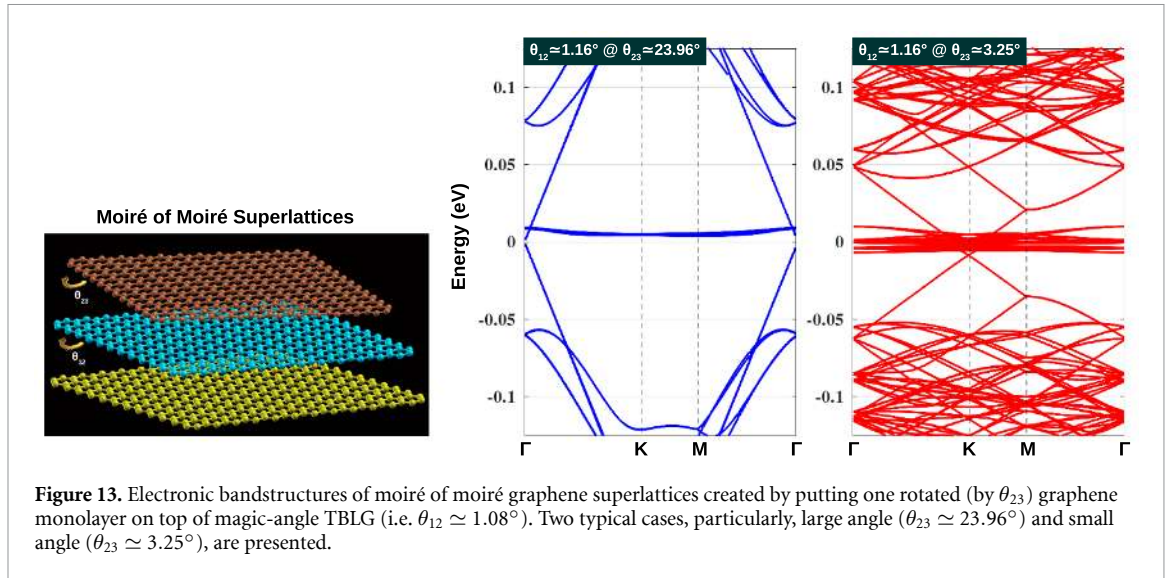 Moiré of Moiré Superlattices
θ23
θ12
Energy (eV)
θ12≃1.16° @ θ23≃23.96°
0.1
0.05
0
-0.05
-0.1
Γ K M Γ
θ12≃1.16° @ θ23≃3.25°
0.1
0.05
0
-0.05
-0.1
Γ K M Γ
Figure 13. Electronic bandstructures of moiré of moiré graphene superlattices created by putting one rotated (by θ23) graphene
monolayer on top of magic-angle TBLG (i.e. θ12 ≃ 1.08°). Two typical cases, particularly, large angle (θ23 ≃ 23.96°) and small
angle (θ23 ≃ 3.25°), are presented.